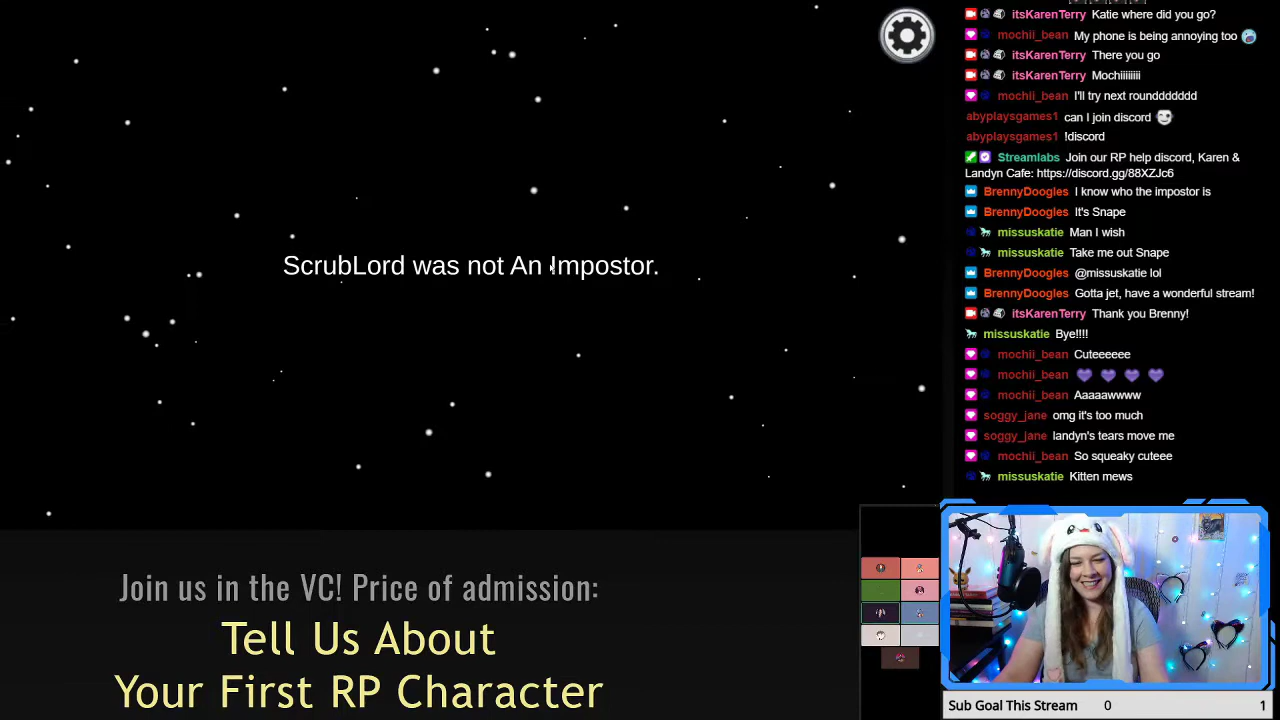 ScrubLord was not An Impostor.
Join us in the VC! Price of admission:
Tell Us About
Your First RP Character
itsKarenTerry Katie where did you go?
mochii_bean My phone is being annoying too
itsKarenTerry There you go
itsKarenTerry Mochiiiiiiii
mochii_bean I'll try next rounddddddd
abyplaysgames1 can I join discord
abyplaysgames1 !discord
Streamlabs Join our RP help discord, Karen &
Landyn Cafe: https://discord.gg/88XZJc6
BrennyDoogles I know who the impostor is
BrennyDoogles It's Snape
missuskatie Man I wish
missuskatie Take me out Snape
BrennyDoogles @missuskatie lol
BrennyDoogles Gotta jet, have a wonderful stream!
itsKarenTerry Thank you Brenny!
missuskatie Bye!!!!
mochii_bean Cuteeeeee
mochii_bean
mochii_bean Aaaaawwww
soggy_jane omg it's too much
soggy_jane landyn's tears move me
mochii_bean So squeaky cuteee
missuskatie Kitten mews
Sub Goal This Stream 0 1